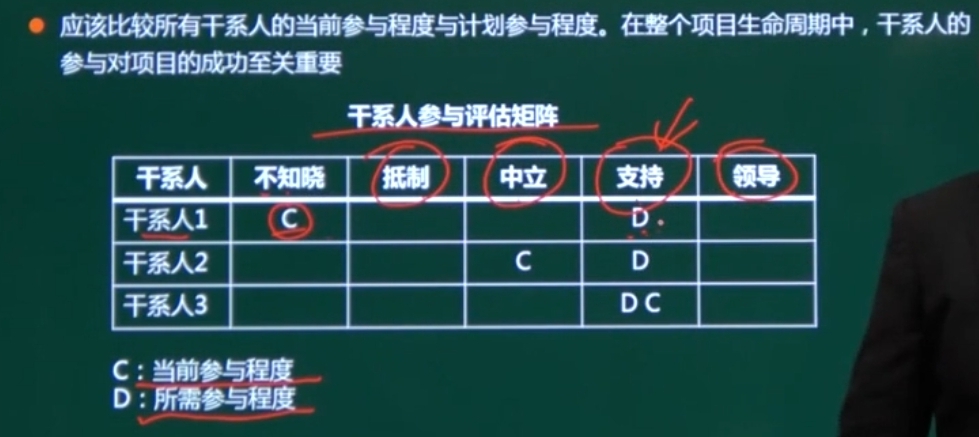 应该比较所有干系人的当前参与程度与计划参与程度。在整个项目生命周期中，干系人的
参与对项目的成功至关重要
干系人参与评估矩阵
干系人 不知晓 抵制 中立 支持 领导
干系人1 C D
干系人2 C D
干系人3 D C
C：当前参与程度
D：所需参与程度